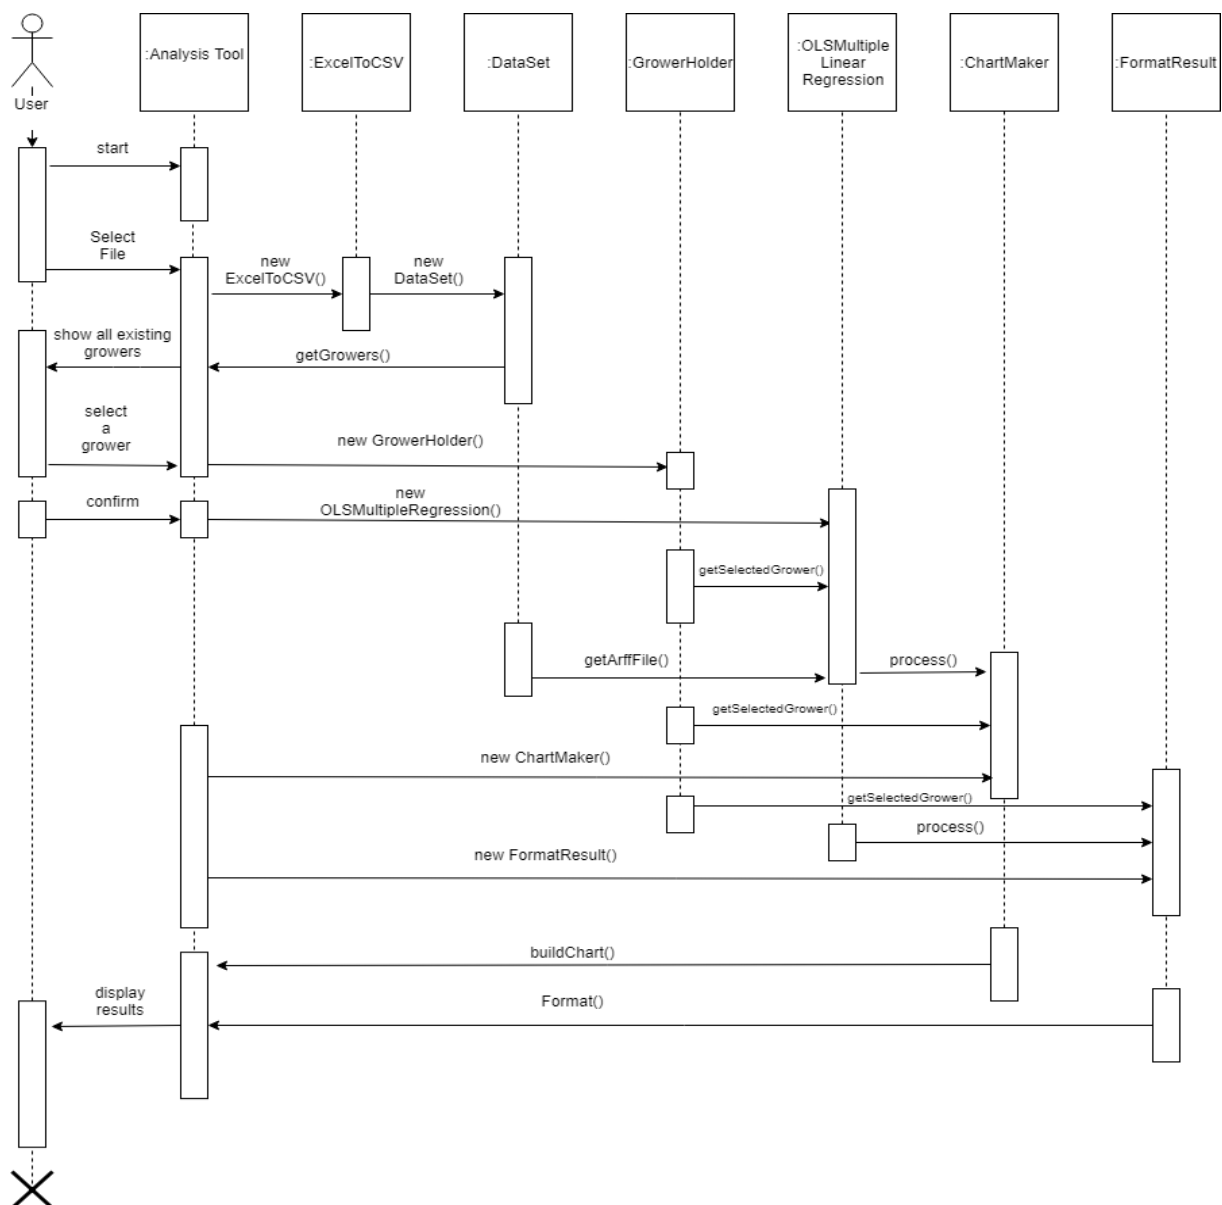 User
:Analysis Tool
:ExcelToCSV
:DataSet
:GrowerHolder
:OLSMultiple
Linear
Regression
:ChartMaker
:FormatResult
start
Select
File
new
ExcelToCSV()
new
DataSet()
show all existing
growers
getGrowers()
select
a
grower
new GrowerHolder()
confirm
new
OLSMultipleRegression()
getSelectedGrower()
getArffFile()
process()
getSelectedGrower()
new ChartMaker()
getSelectedGrower()
process()
new FormatResult()
buildChart()
display
results
Format()